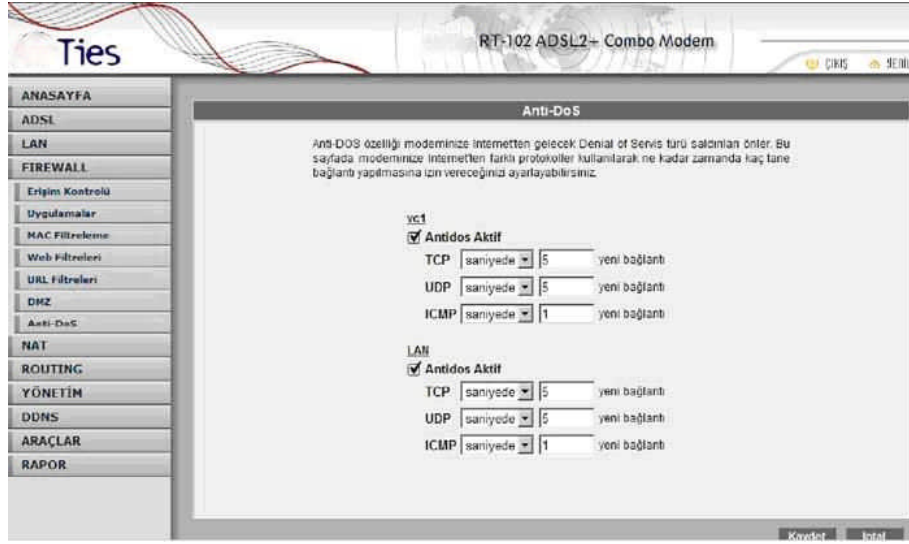 Ties
RT-102 ADSL2+ Combo Modem
ÇIKIŞ
ANASAYFA
ADSL
LAN
FIREWALL
Erişim Kontrolü
Uygulamalar
MAC Filtreleme
Web Filtreleri
URL Filtreleri
DMZ
Anti-DoS
NAT
ROUTING
YÖNETİM
DDNS
ARAÇLAR
RAPOR
Anti-DoS
Anti-DOS özelliği modeminize Internet'ten gelecek Denial of Servis türü saldırıları önler. Bu
sayfada modeminize Internet'ten farklı protokoller kullanılarak ne kadar zamanda kaç tane
bağlantı yapılmasına izin vereceğinizi ayarlayabilirsiniz.
vc1
Antidos Aktif
TCP saniyede 5 yeni bağlantı
UDP saniyede 5 yeni bağlantı
ICMP saniyede 1 yeni bağlantı
LAN
Antidos Aktif
TCP saniyede 5 yeni bağlantı
UDP saniyede 5 yeni bağlantı
ICMP saniyede 1 yeni bağlantı
Kaydet İptal